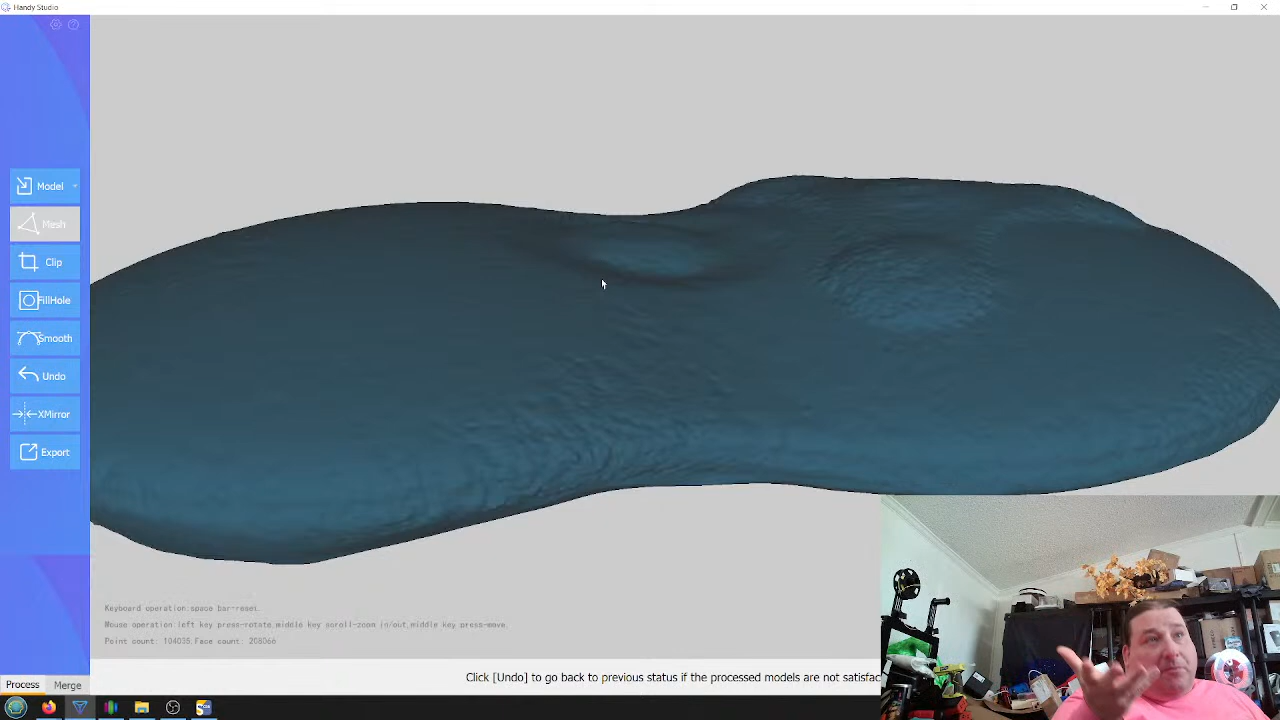 Handy Studio
Model
Mesh
Clip
FillHole
Smooth
Undo
XMirror
Export
Keyboard operation:space bar-reset.
Mouse operation left key press-rotate,middle key scroll-zoom in/out,middle key press-move.
Point count: 104035,Face count: 208066
Click [Undo] to go back to previous status if the processed models are not satisfac
Process
Merge